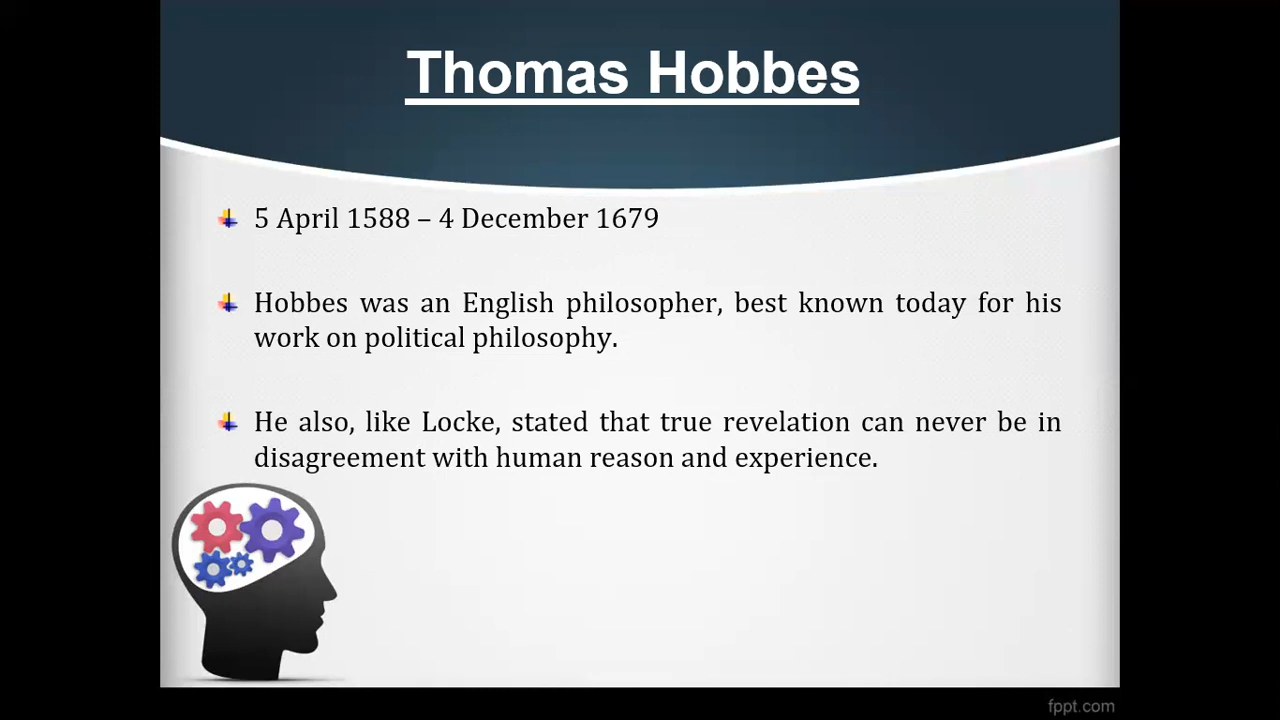 Thomas Hobbes
5 April 1588 – 4 December 1679
Hobbes was an English philosopher, best known today for his
work on political philosophy.
He also, like Locke, stated that true revelation can never be in
disagreement with human reason and experience.
fppt.com